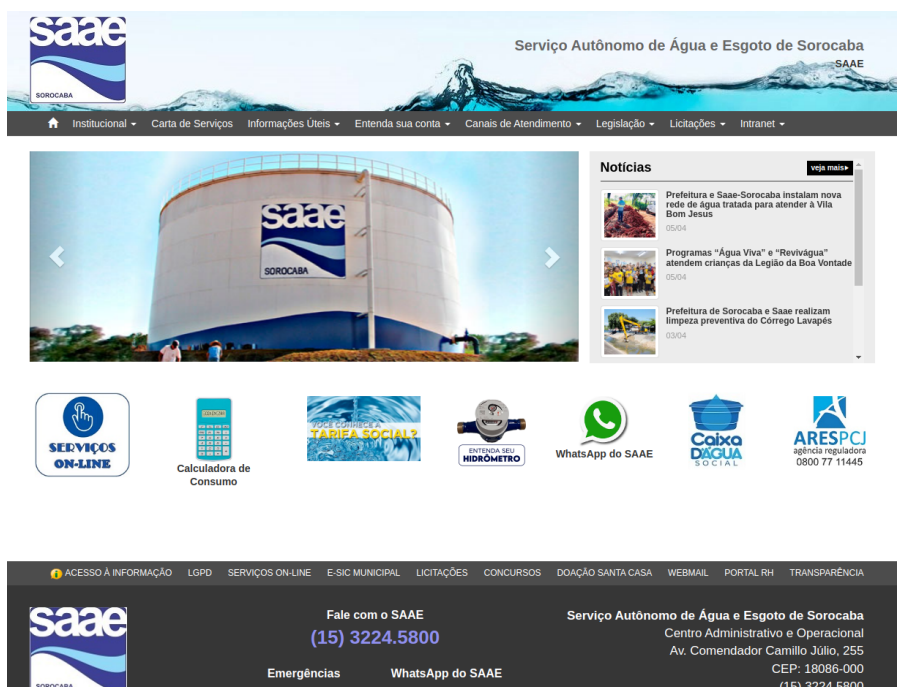 saae
SOROCABA
Serviço Autônomo de Água e Esgoto de Sorocaba
SAAE
Institucional
Carta de Serviços
Informações Úteis
Entenda sua conta
Canais de Atendimento
Legislação
Licitações
Intranet
saae
SOROCABA
Notícias
veja mais
Prefeitura e Saae-Sorocaba instalam nova
rede de água tratada para atender à Vila
Bom Jesus
05/04
Programas “Água Viva” e “Revivágua”
atendem crianças da Legião da Boa Vontade
05/04
Prefeitura de Sorocaba e Saae realizam
limpeza preventiva do Córrego Lavapés
03/04
SERVIÇOS
ON-LINE
Calculadora de
Consumo
VOCÊ CONHECE A
TARIFA SOCIAL?
ENTENDA SEU
HIDRÔMETRO
WhatsApp do SAAE
Caixa
D'ÁGUA
SOCIAL
ARESPCJ
agência reguladora
0800 77 11445
ACESSO À INFORMAÇÃO
LGPD
SERVIÇOS ON-LINE
E-SIC MUNICIPAL
LICITAÇÕES
CONCURSOS
DOAÇÃO SANTA CASA
WEBMAIL
PORTAL RH
TRANSPARÊNCIA
saae
SOROCABA
Fale com o SAAE
(15) 3224.5800
Emergências
WhatsApp do SAAE
Serviço Autônomo de Água e Esgoto de Sorocaba
Centro Administrativo e Operacional
Av. Comendador Camillo Júlio, 255
CEP: 18086-000
(15) 3224.5800